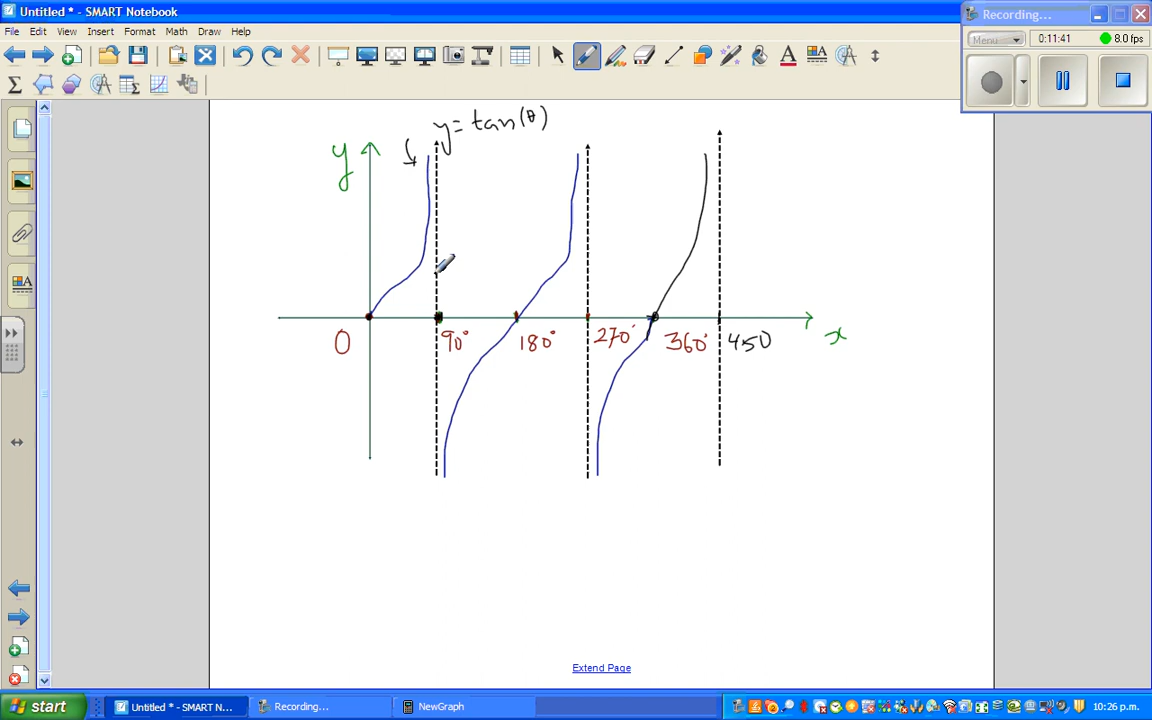 Untitled * - SMART Notebook
Recording...
File Edit View Insert Format Math Draw Help
Menu
0:11:41
8.0 fps
y = tan(θ)
y
0 90° 180° 270° 360° 450
x
Extend Page
start
Untitled * - SMART N...
Recording...
NewGraph
10:26 p.m.